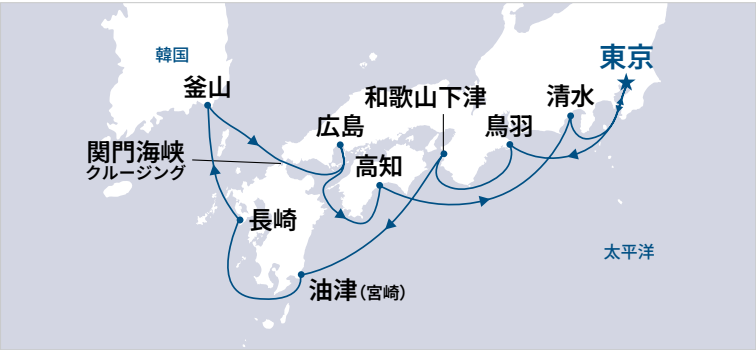 韓国
釜山
関門海峡
クルージング
広島
高知
和歌山下津
鳥羽
清水
東京
長崎
油津(宮崎)
太平洋